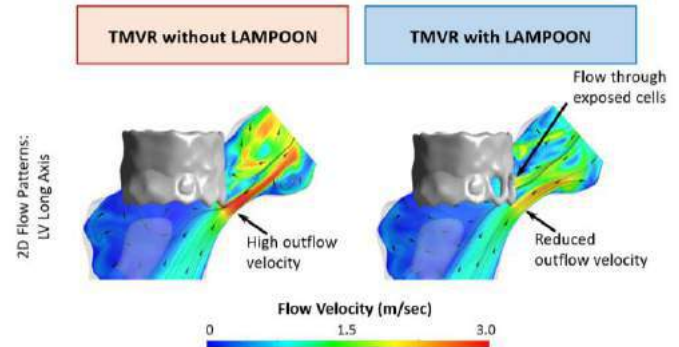 TMVR without LAMPOON
TMVR with LAMPOON
Flow through
exposed cells
2D Flow Patterns:
LV Long Axis
High outflow
velocity
Reduced
outflow velocity
Flow Velocity (m/sec)
0 1.5 3.0